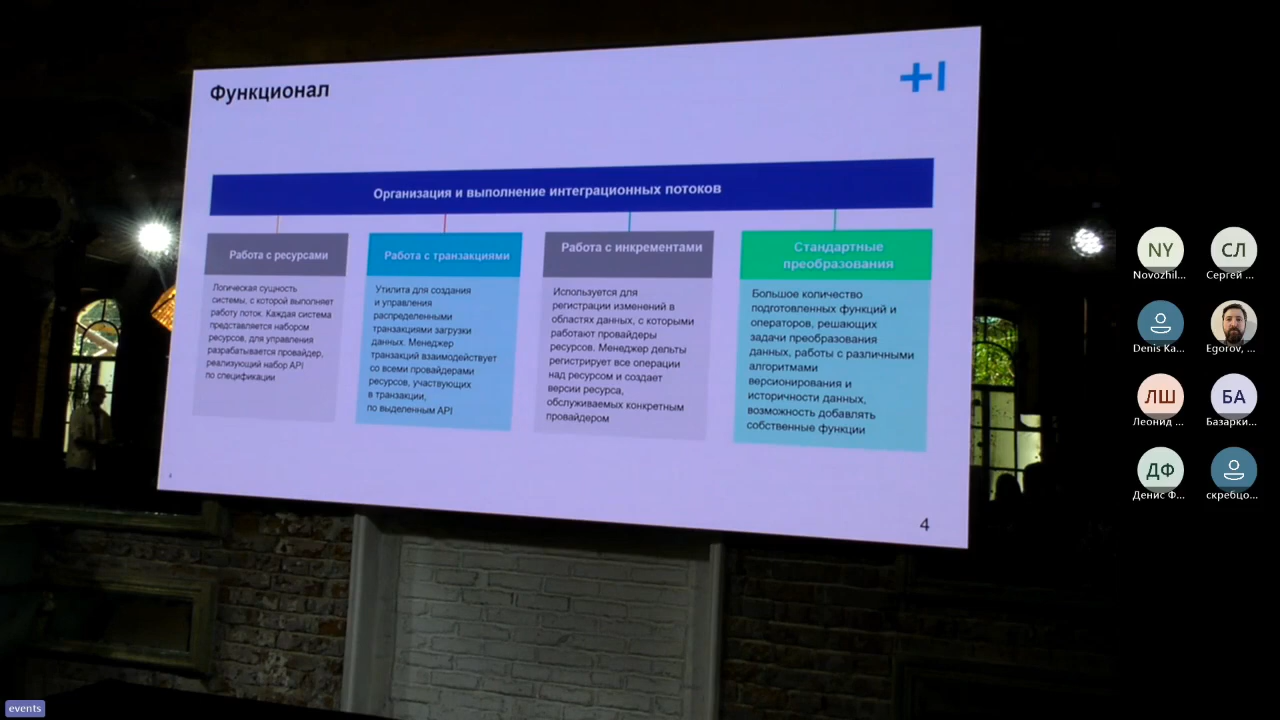 Функционал
Организация и выполнение интеграционных потоков
Работа с ресурсами
Логическая сущность
системы, с которой выполняет
работу поток. Каждая система
представляется набором
ресурсов, для управления
разрабатывается провайдер,
реализующий набор API
по спецификации
Работа с транзакциями
Утилита для создания
и управления
распределенными
транзакциями загрузки
данных. Менеджер
транзакций взаимодействует
со всеми провайдерами
ресурсов, участвующих
в транзакции,
по выделенным API
Работа с инкрементами
Используется для
регистрации изменений в
областях данных, с которыми
работают провайдеры
ресурсов. Менеджер дельты
регистрирует все операции
над ресурсом и создает
версии ресурса,
обслуживаемых конкретным
провайдером
Стандартные
преобразования
Большое количество
подготовленных функций и
операторов, решающих
задачи преобразования
данных, работы с различными
алгоритмами
версионирования и
историчности данных,
возможность добавлять
собственные функции
4
NY
Novozhil...
СЛ
Сергей ...
Denis Ka...
Egorov, ...
ЛШ
Леонид ...
БА
Базарки...
ДФ
Денис Ф...
скребцо...
events